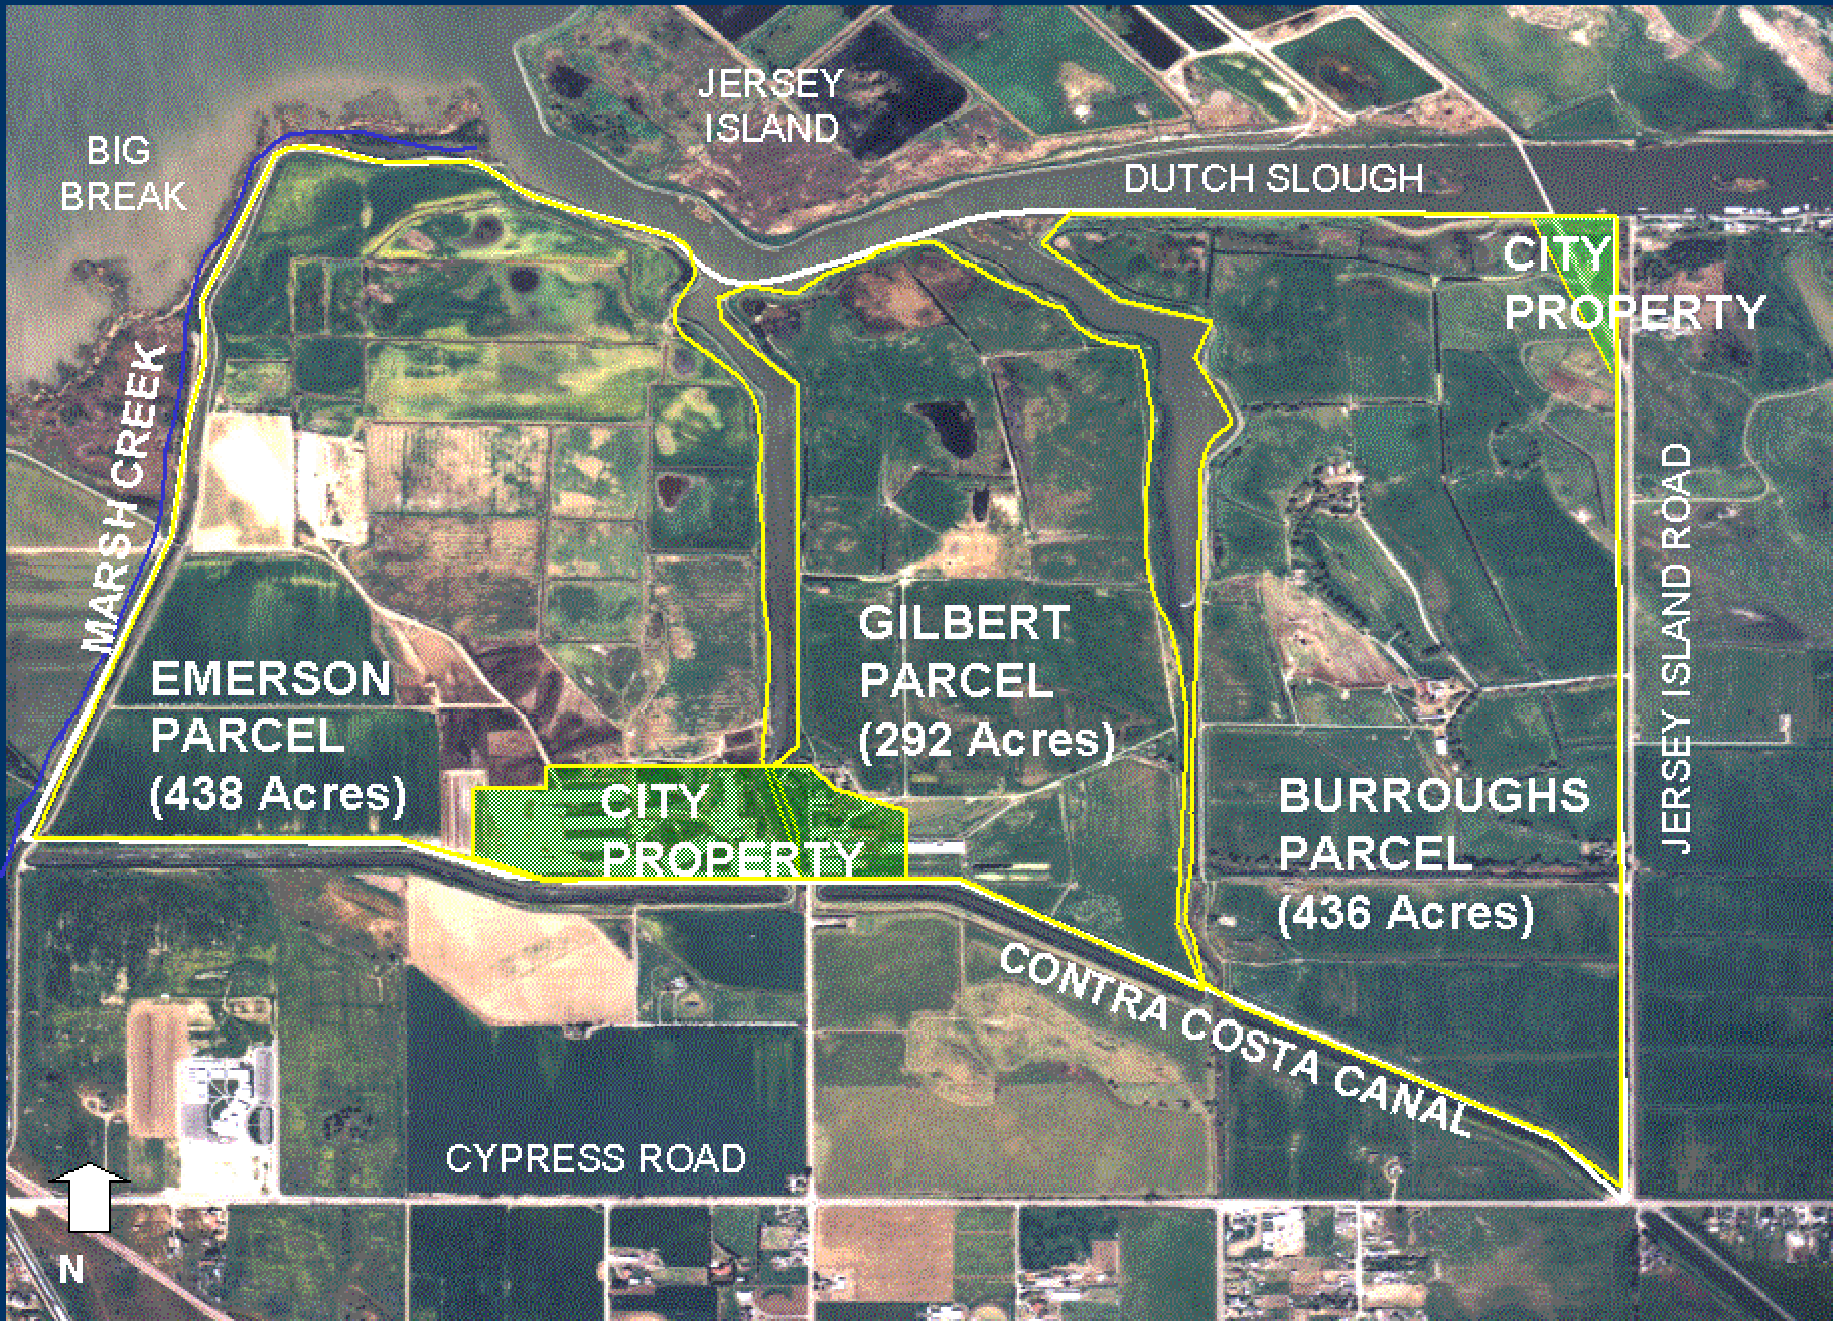 JERSEY
ISLAND
BIG
BREAK
DUTCH SLOUGH
CITY
PROPERTY
MARSH CREEK
JERSEY ISLAND ROAD
GILBERT
PARCEL
(292 Acres)
EMERSON
PARCEL
(438 Acres)
CITY
PROPERTY
BURROUGHS
PARCEL
(436 Acres)
CONTRA COSTA CANAL
CYPRESS ROAD
N